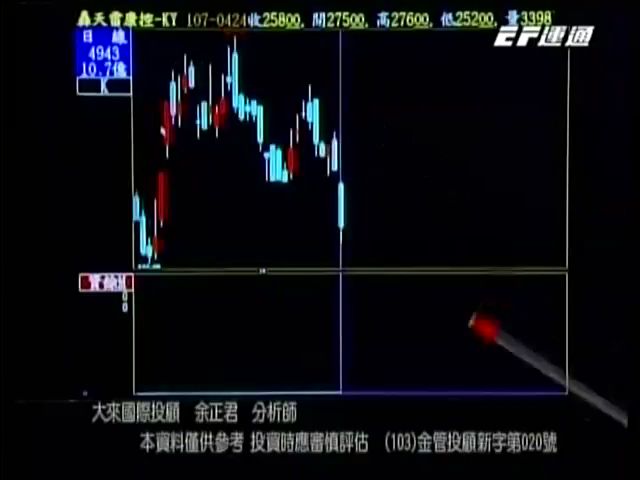 康控-KY 107-0424收25800, 開27500, 高27600, 低25200, 量3398
日 線
4943
10.7億
K
EF運通
0
0
大來國際投顧 余正君 分析師
本資料僅供參考 投資時應審慎評估 (103)金管投顧新字第020號